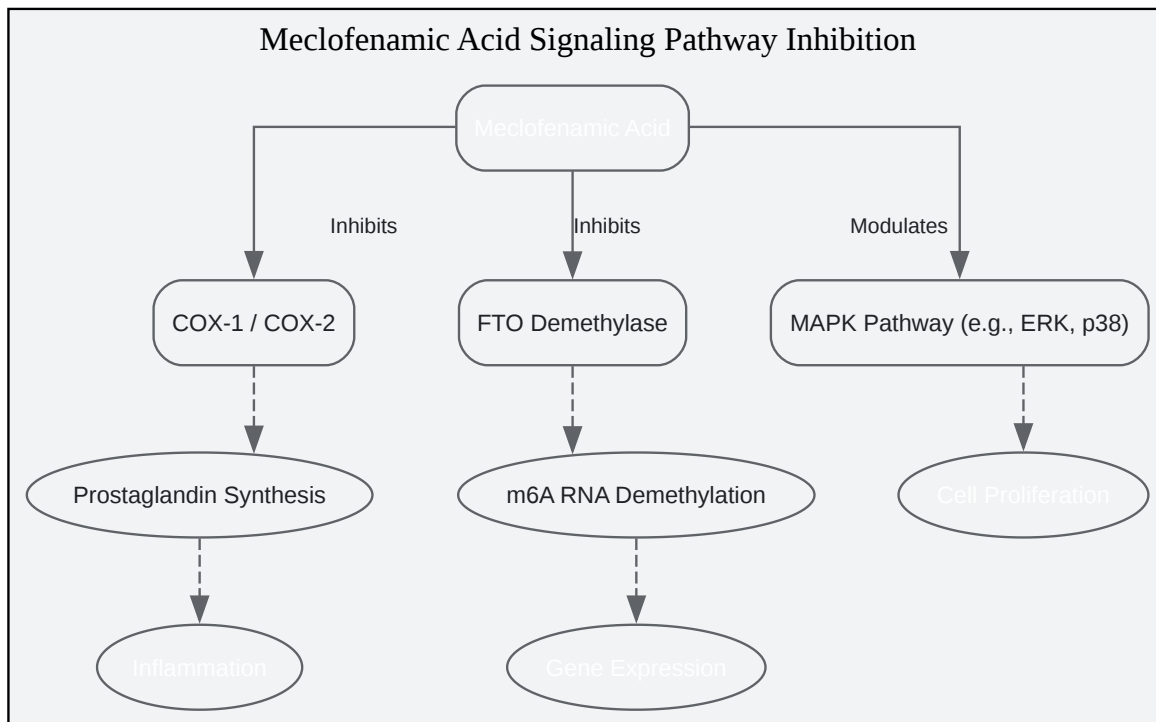 Meclofenamic Acid Signaling Pathway Inhibition
Meclofenamic Acid
Inhibits
Inhibits
Modulates
COX-1 / COX-2
FTO Demethylase
MAPK Pathway (e.g., ERK, p38)
Prostaglandin Synthesis
m6A RNA Demethylation
Cell Proliferation
Inflammation
Gene Expression